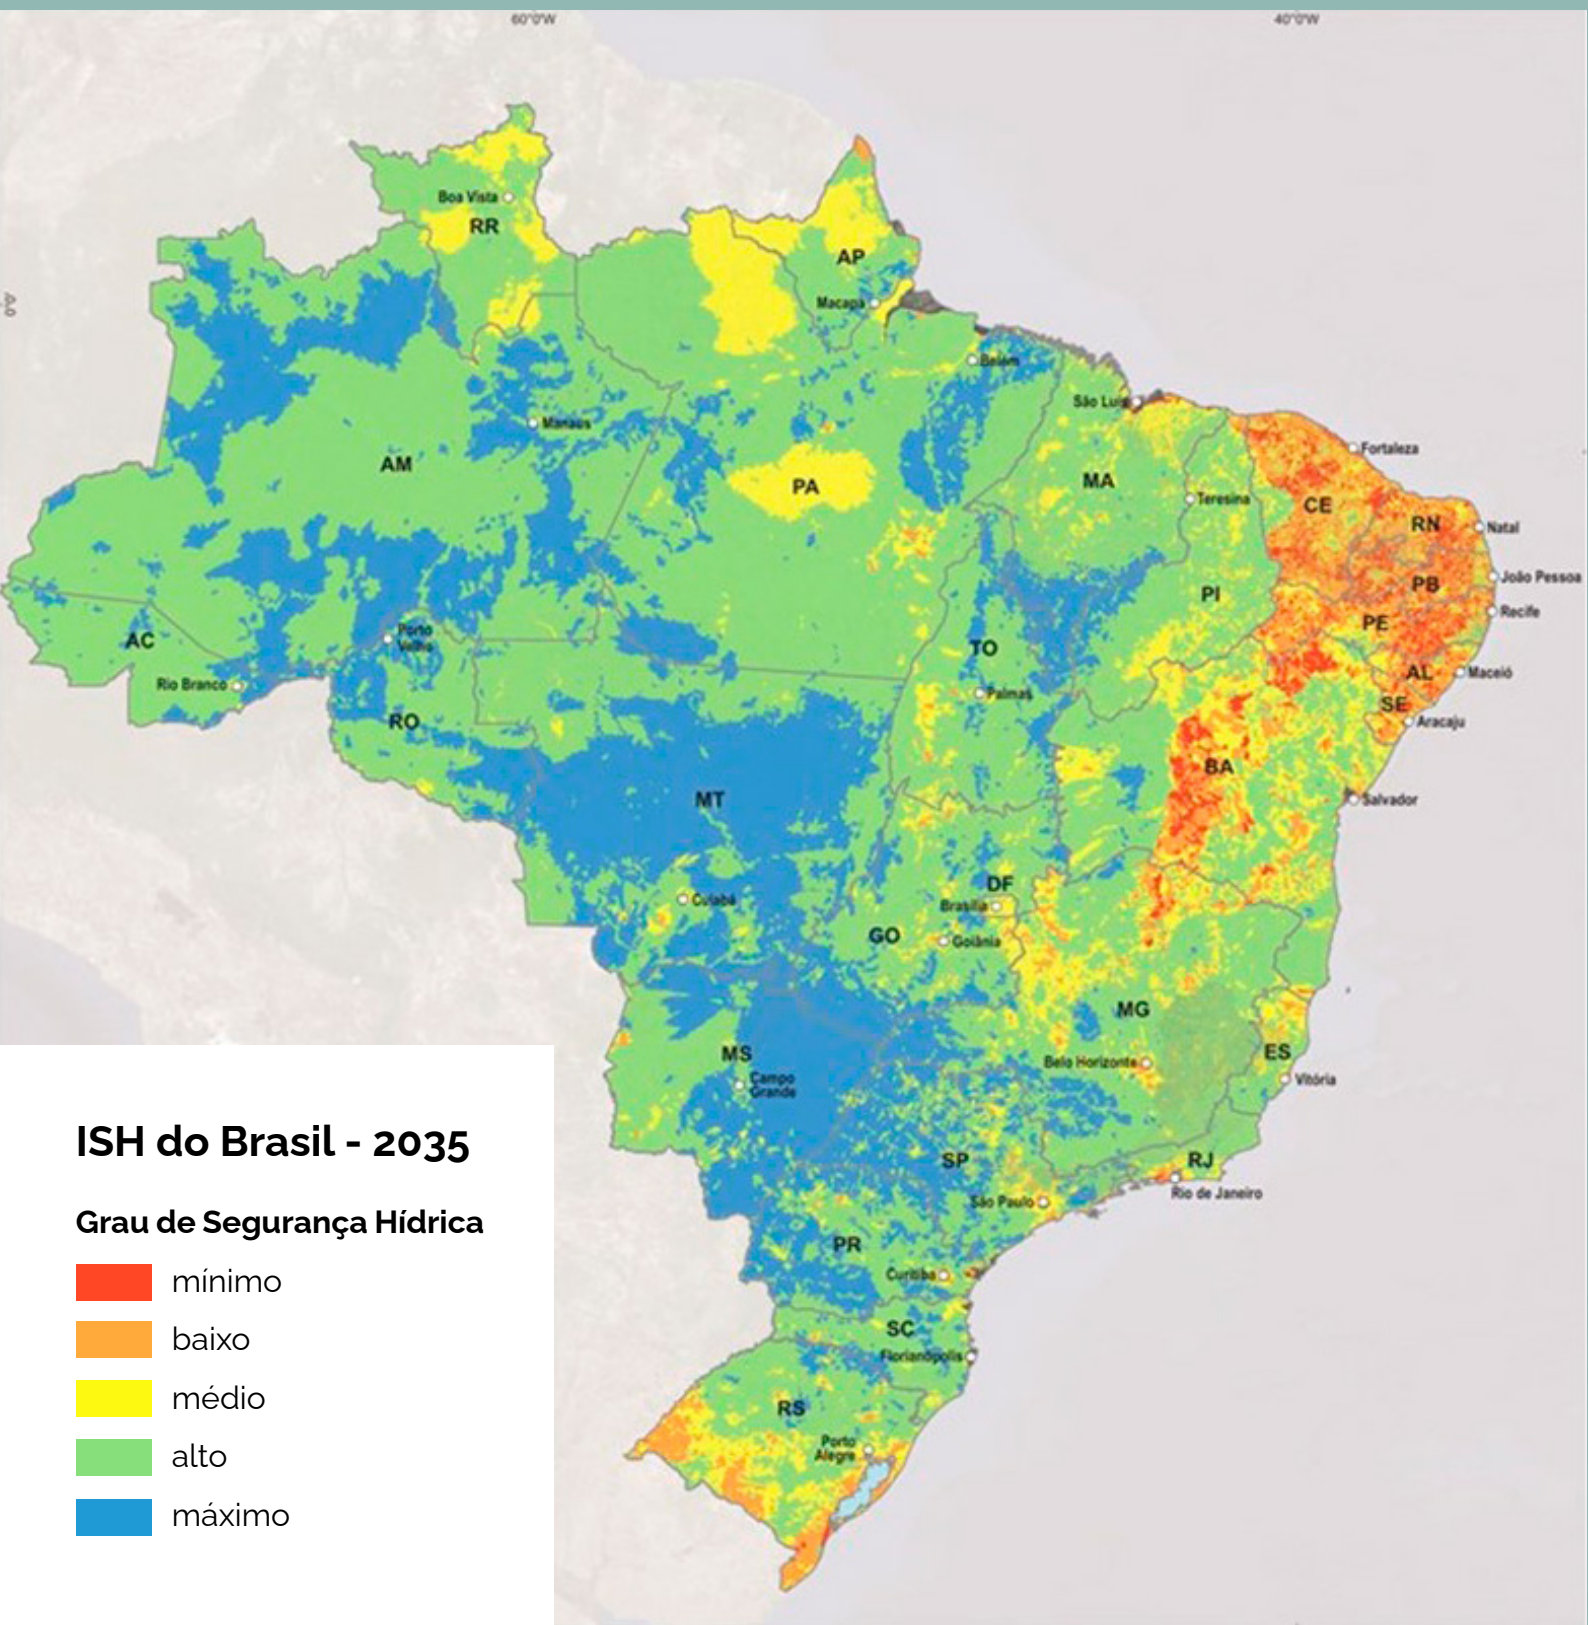 60°0'W
40°0'W
0°0'
Boa Vista
RR
AP
Macapá
Belém
São Luís
Manaus
Fortaleza
AM
PA
MA
Teresina
CE
RN
Natal
PB
João Pessoa
PI
Recife
PE
AC
Porto
Velho
TO
Rio Branco
Palmas
AL
Maceió
SE
Aracaju
RO
BA
MT
Salvador
DF
Cuiabá
Brasília
GO
Goiânia
MG
MS
Belo Horizonte
ES
Campo
Grande
Vitória
SP
RJ
São Paulo
Rio de Janeiro
PR
Curitiba
SC
Florianópolis
RS
Porto
Alegre
ISH do Brasil - 2035
Grau de Segurança Hídrica
mínimo
baixo
médio
alto
máximo